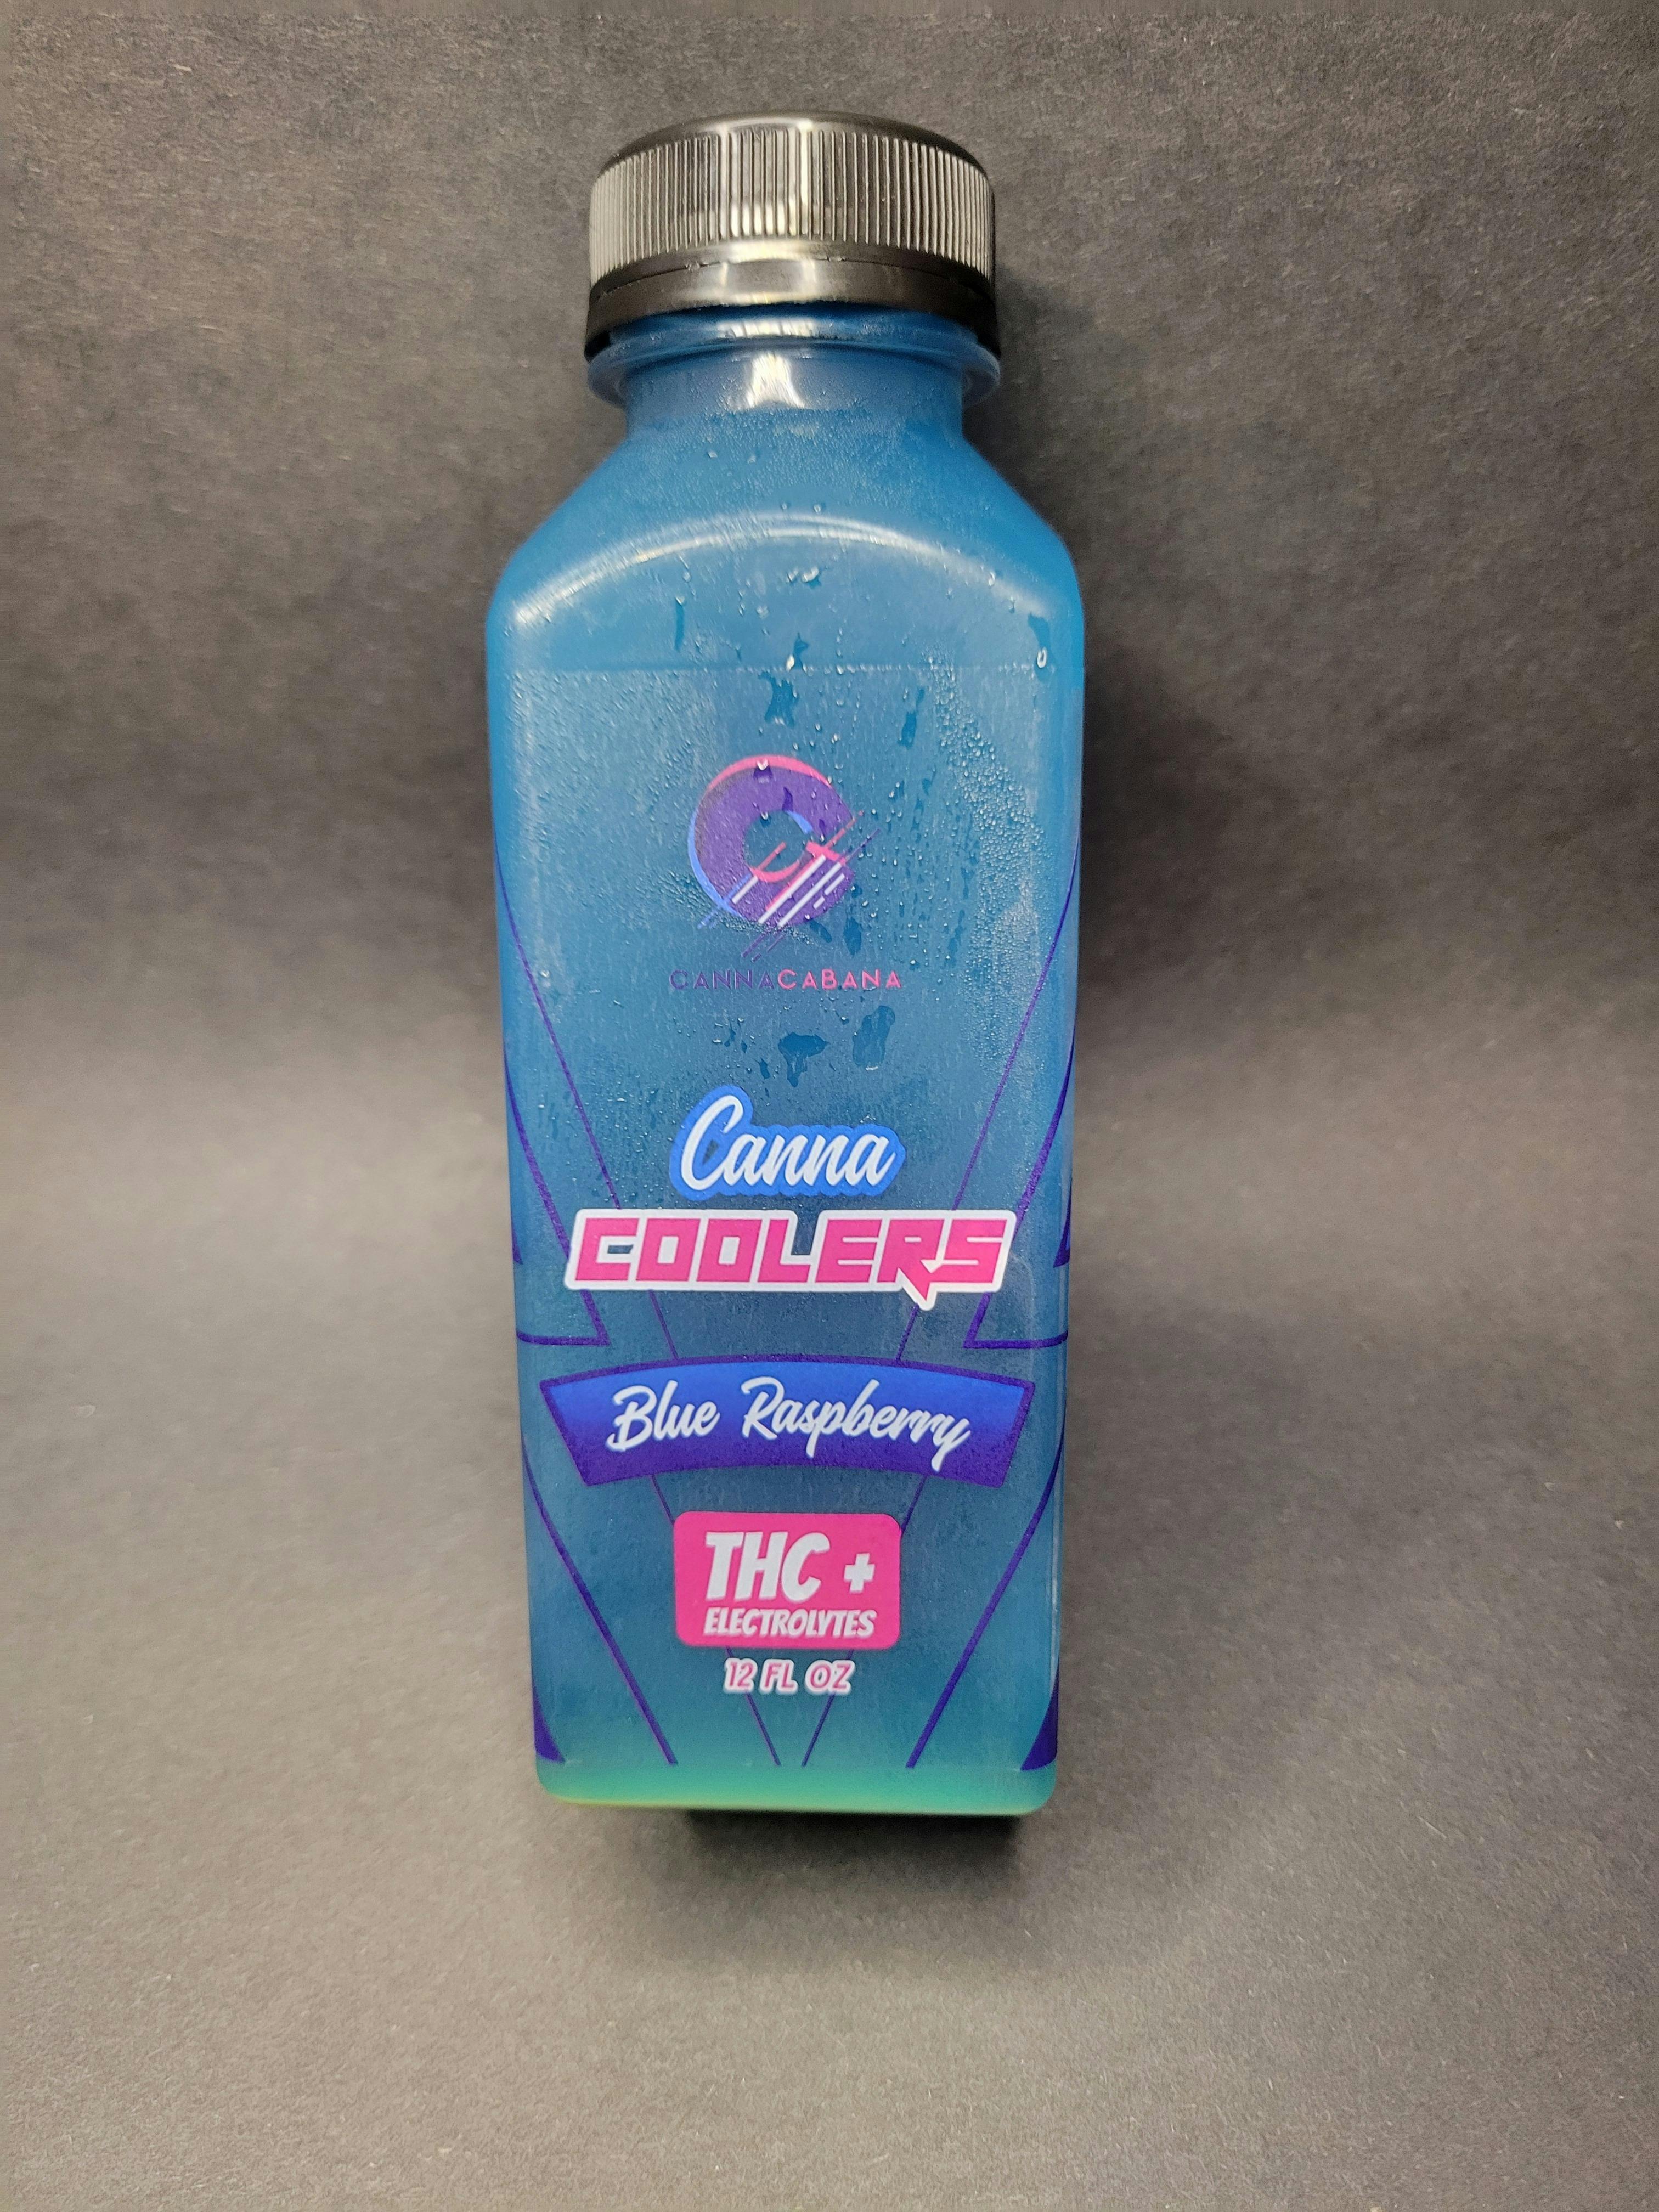 CANNACABANA
Canna
COOLERS
Blue Raspberry
THC +
ELECTROLYTES
12 FL OZ